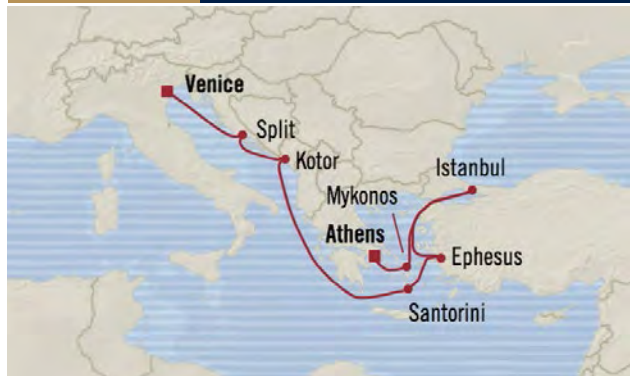 Venice
Split
Kotor
Istanbul
Mykonos
Athens
Ephesus
Santorini